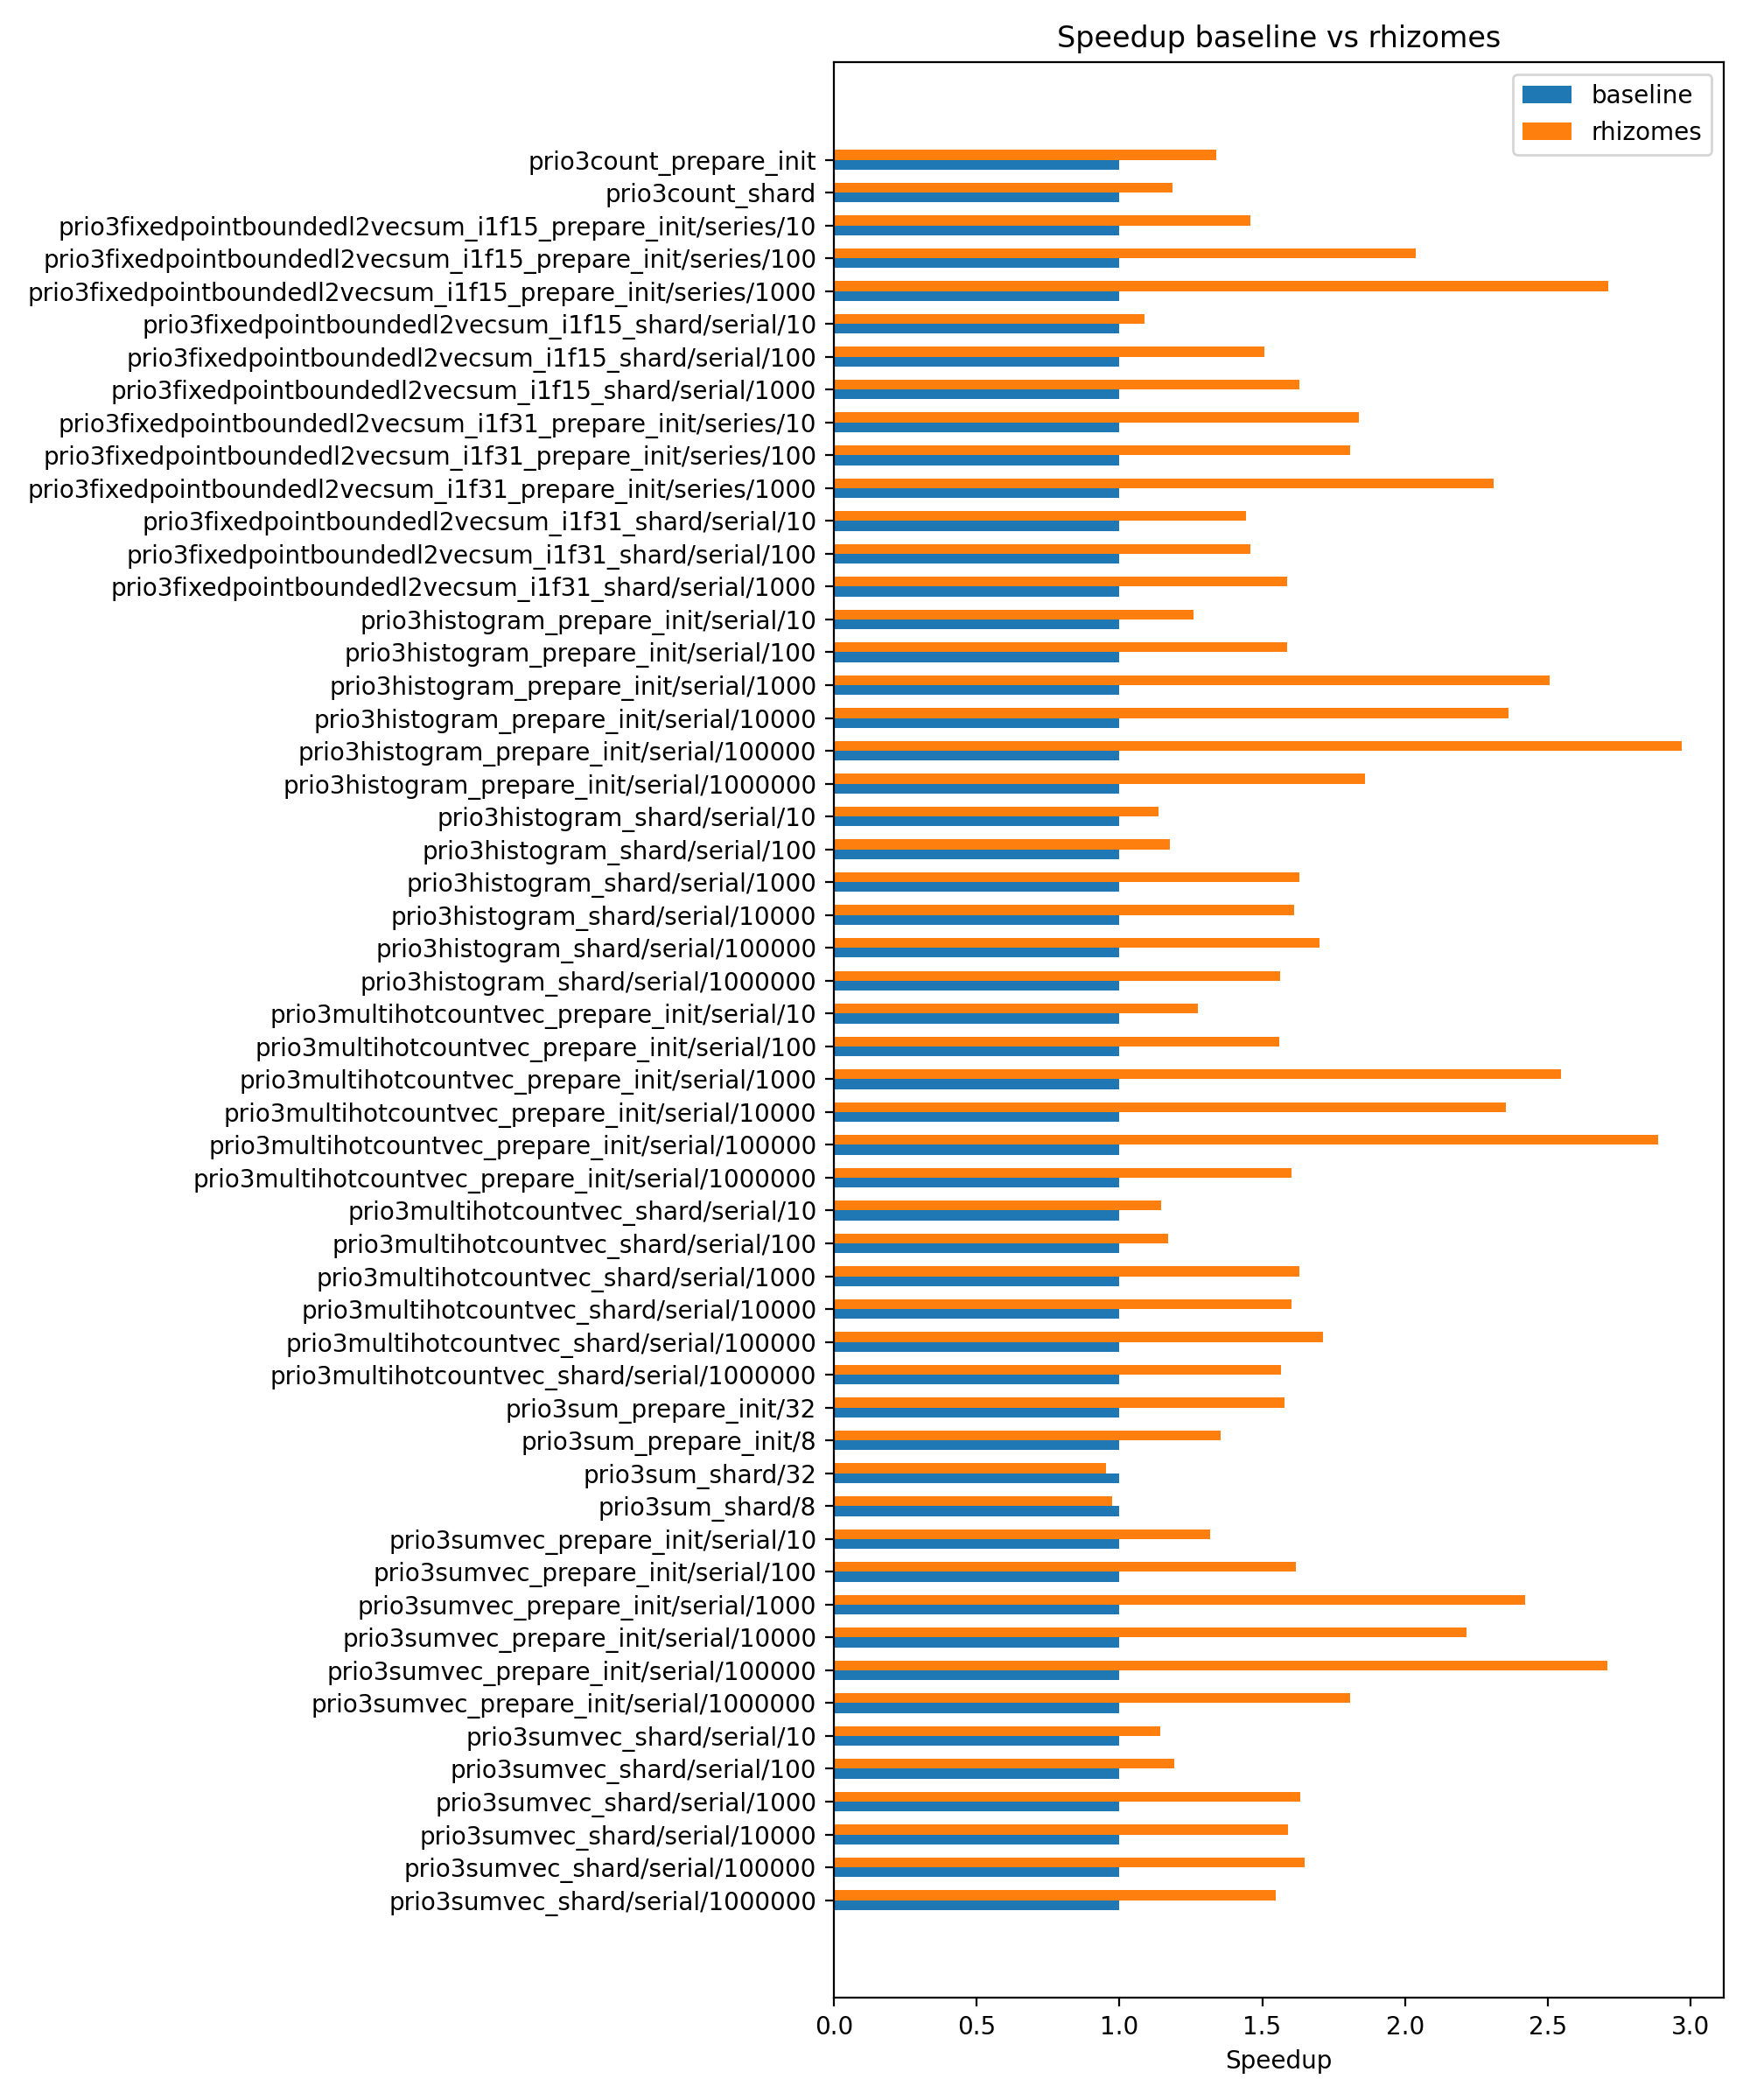 Speedup baseline vs rhizomes
baseline
rhizomes
prio3count_prepare_init
prio3count_shard
prio3fixedpointboundedl2vecsum_i1f15_prepare_init/series/10
prio3fixedpointboundedl2vecsum_i1f15_prepare_init/series/100
prio3fixedpointboundedl2vecsum_i1f15_prepare_init/series/1000
prio3fixedpointboundedl2vecsum_i1f15_shard/serial/10
prio3fixedpointboundedl2vecsum_i1f15_shard/serial/100
prio3fixedpointboundedl2vecsum_i1f15_shard/serial/1000
prio3fixedpointboundedl2vecsum_i1f31_prepare_init/series/10
prio3fixedpointboundedl2vecsum_i1f31_prepare_init/series/100
prio3fixedpointboundedl2vecsum_i1f31_prepare_init/series/1000
prio3fixedpointboundedl2vecsum_i1f31_shard/serial/10
prio3fixedpointboundedl2vecsum_i1f31_shard/serial/100
prio3fixedpointboundedl2vecsum_i1f31_shard/serial/1000
prio3histogram_prepare_init/serial/10
prio3histogram_prepare_init/serial/100
prio3histogram_prepare_init/serial/1000
prio3histogram_prepare_init/serial/10000
prio3histogram_prepare_init/serial/100000
prio3histogram_prepare_init/serial/1000000
prio3histogram_shard/serial/10
prio3histogram_shard/serial/100
prio3histogram_shard/serial/1000
prio3histogram_shard/serial/10000
prio3histogram_shard/serial/100000
prio3histogram_shard/serial/1000000
prio3multihotcountvec_prepare_init/serial/10
prio3multihotcountvec_prepare_init/serial/100
prio3multihotcountvec_prepare_init/serial/1000
prio3multihotcountvec_prepare_init/serial/10000
prio3multihotcountvec_prepare_init/serial/100000
prio3multihotcountvec_prepare_init/serial/1000000
prio3multihotcountvec_shard/serial/10
prio3multihotcountvec_shard/serial/100
prio3multihotcountvec_shard/serial/1000
prio3multihotcountvec_shard/serial/10000
prio3multihotcountvec_shard/serial/100000
prio3multihotcountvec_shard/serial/1000000
prio3sum_prepare_init/32
prio3sum_prepare_init/8
prio3sum_shard/32
prio3sum_shard/8
prio3sumvec_prepare_init/serial/10
prio3sumvec_prepare_init/serial/100
prio3sumvec_prepare_init/serial/1000
prio3sumvec_prepare_init/serial/10000
prio3sumvec_prepare_init/serial/100000
prio3sumvec_prepare_init/serial/1000000
prio3sumvec_shard/serial/10
prio3sumvec_shard/serial/100
prio3sumvec_shard/serial/1000
prio3sumvec_shard/serial/10000
prio3sumvec_shard/serial/100000
prio3sumvec_shard/serial/1000000
0.0 0.5 1.0 1.5 2.0 2.5 3.0
Speedup